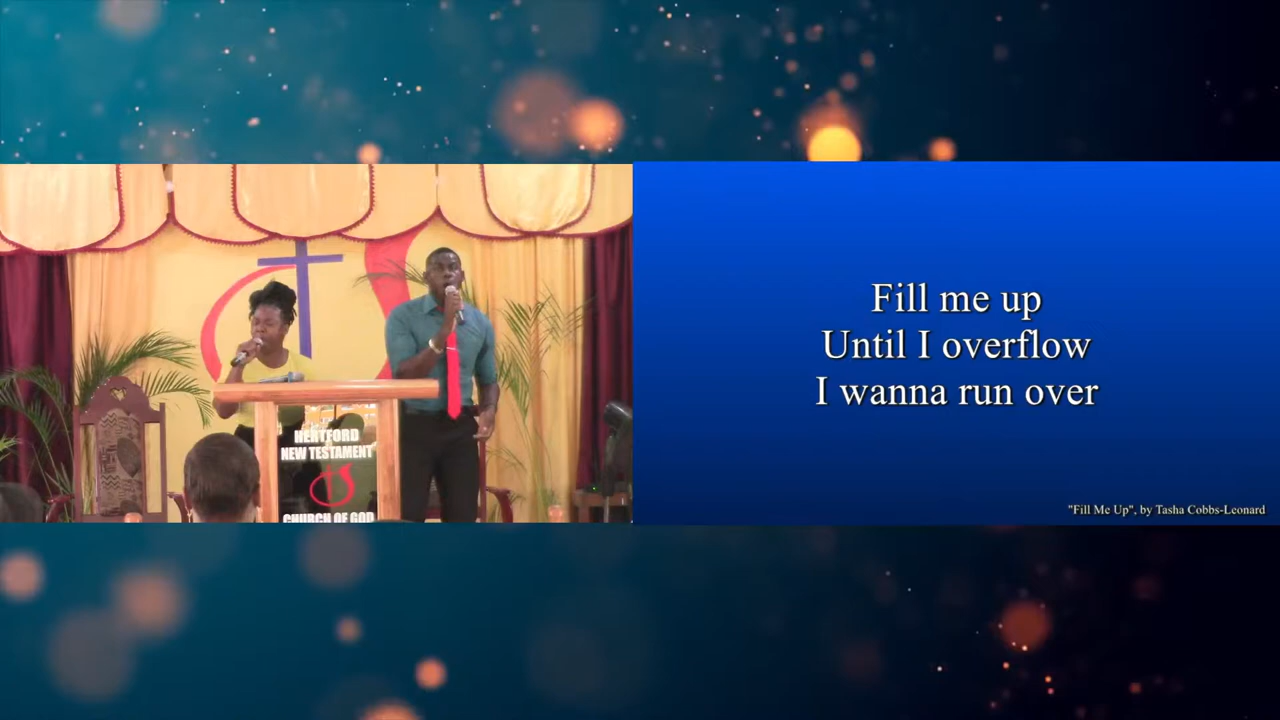 HERTFORD
NEW TESTAMENT
CHURCH OF GOD
Fill me up
Until I overflow
I wanna run over
"Fill Me Up", by Tasha Cobbs-Leonard